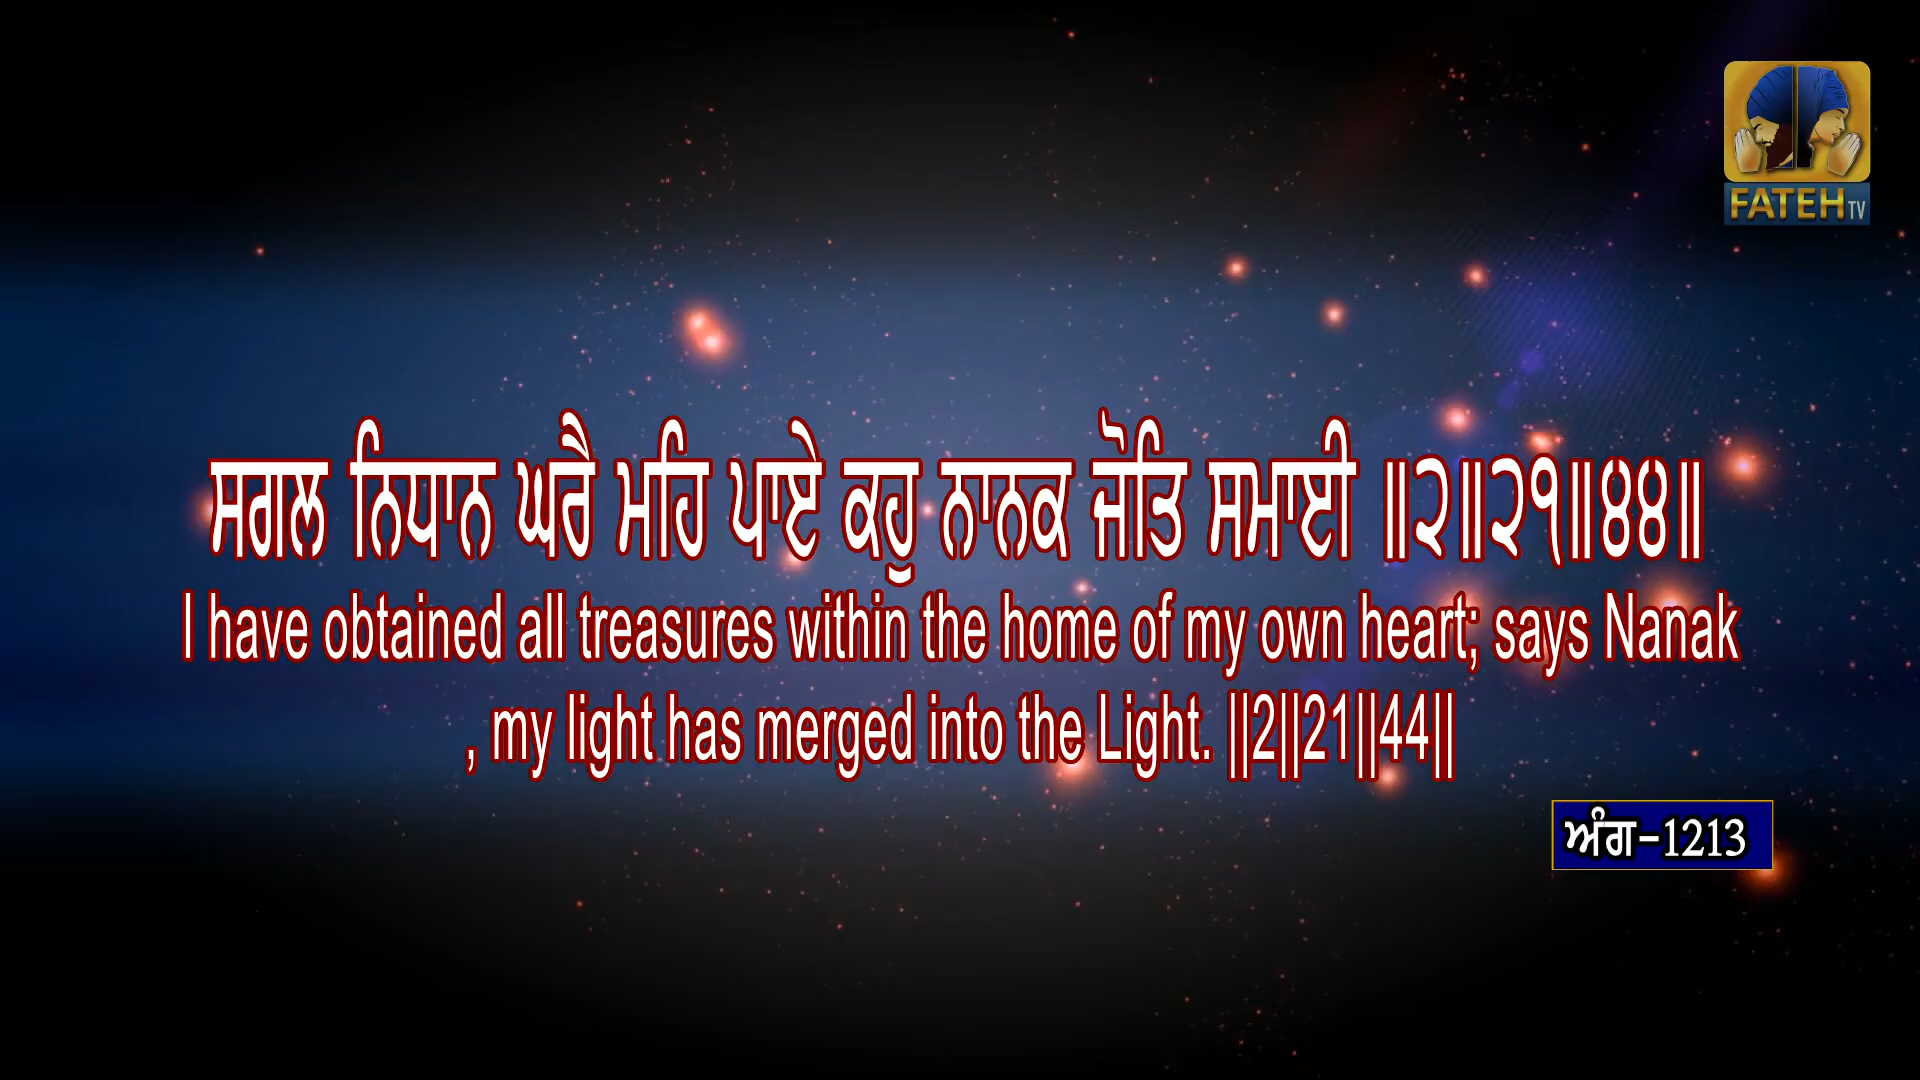 FATEH TV
ਸਗਲ ਨਿਧਾਨ ਘਰੈ ਮਹਿ ਪਾਏ ਕਹੁ ਨਾਨਕ ਜੋਤਿ ਸਮਾਈ ॥੨॥੨੧॥੪੪॥
I have obtained all treasures within the home of my own heart; says Nanak
, my light has merged into the Light. ||2||21||44||
ਅੰਗ-1213